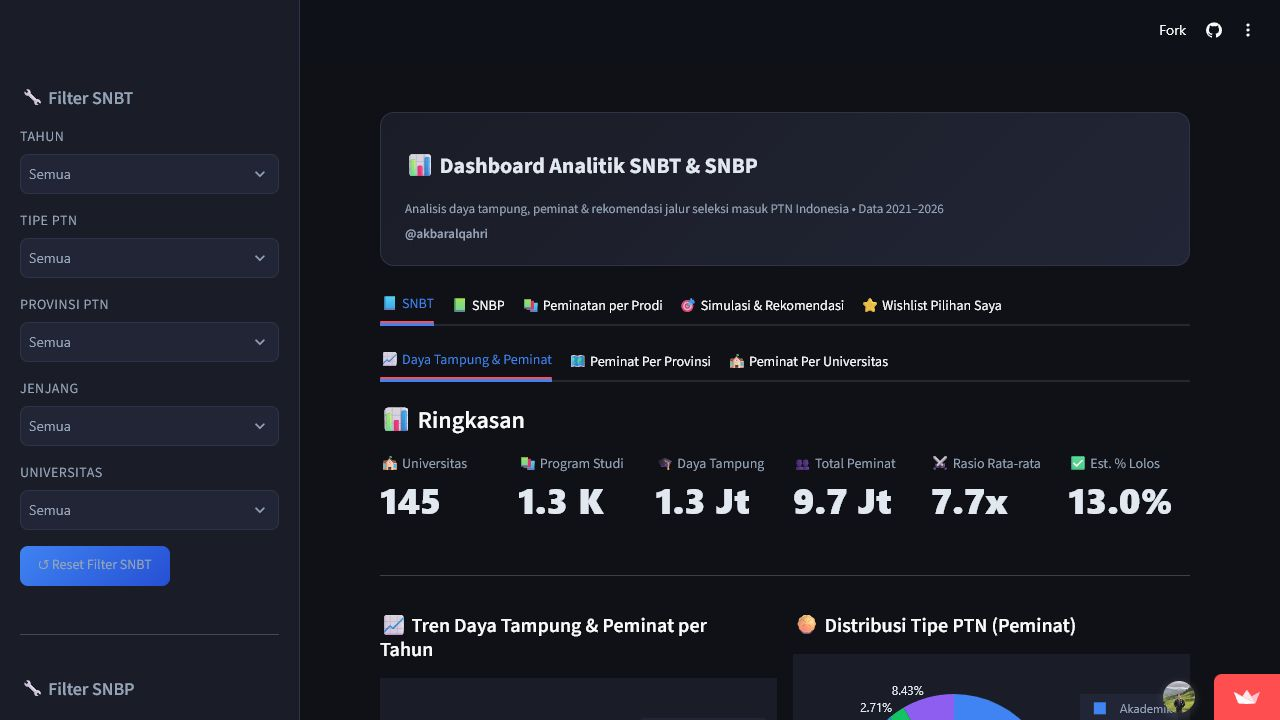 Fork
Filter SNBT
TAHUN
Semua
TIPE PTN
Semua
PROVINSI PTN
Semua
JENJANG
Semua
UNIVERSITAS
Semua
↺ Reset Filter SNBT
Filter SNBP
Dashboard Analitik SNBT & SNBP
Analisis daya tampung, peminat & rekomendasi jalur seleksi masuk PTN Indonesia • Data 2021–2026
@akbaralqahri
SNBT SNBP Peminatan per Prodi Simulasi & Rekomendasi Wishlist Pilihan Saya
Daya Tampung & Peminat Peminat Per Provinsi Peminat Per Universitas
Ringkasan
Universitas Program Studi Daya Tampung Total Peminat Rasio Rata-rata Est. % Lolos
145 1.3 K 1.3 Jt 9.7 Jt 7.7x 13.0%
Tren Daya Tampung & Peminat per
Tahun
Distribusi Tipe PTN (Peminat)
8.43%
2.71%
Akademik